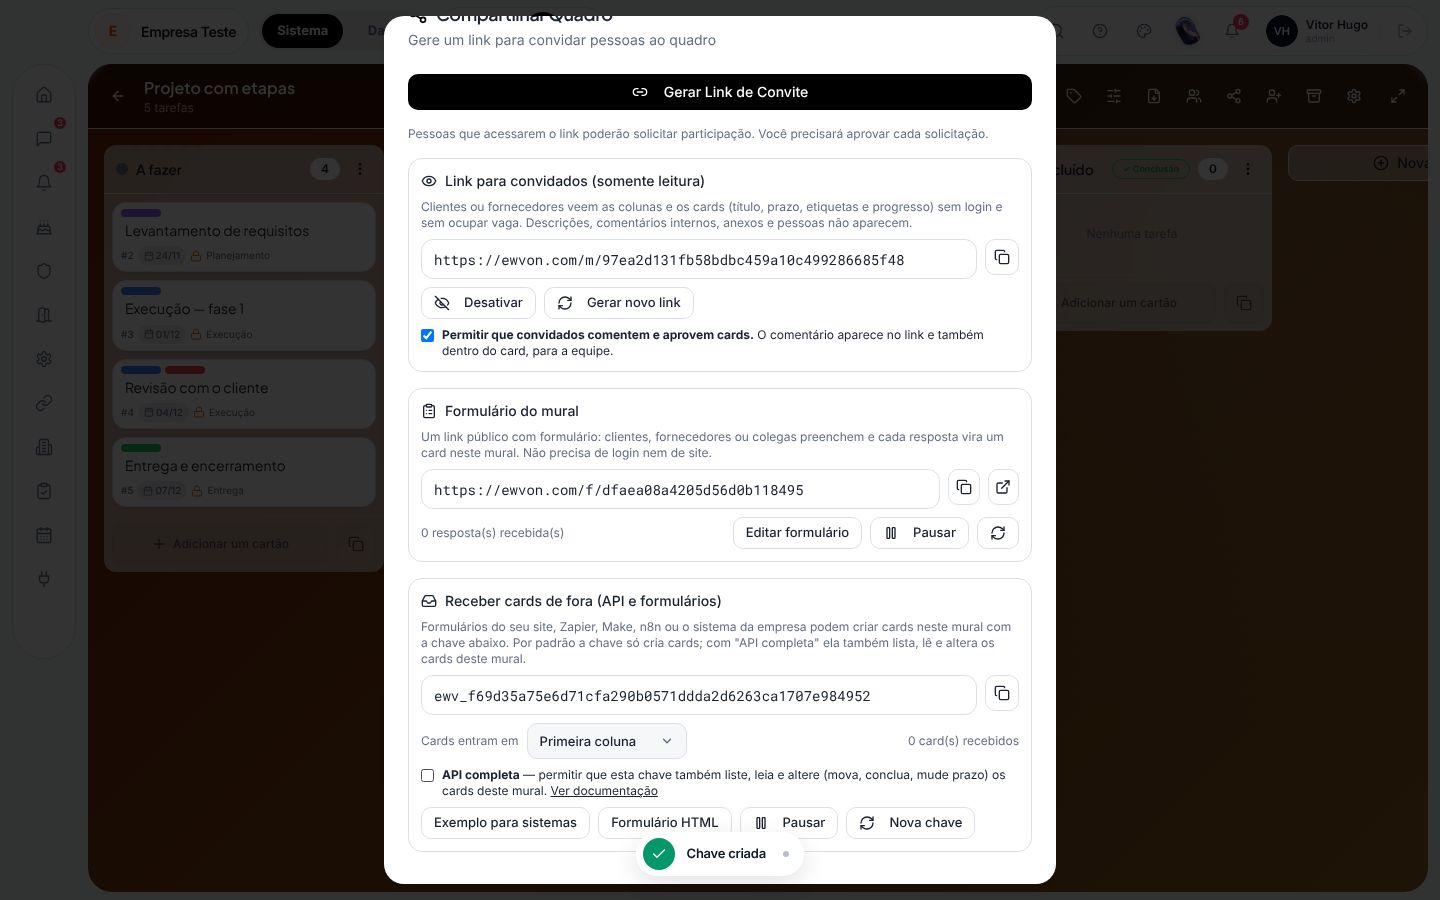 E
Empresa Teste
Sistema
Compartilhar Quadro
6
VH
Vitor Hugo
admin
Gere um link para convidar pessoas ao quadro
Projeto com etapas
5 tarefas
Gerar Link de Convite
Pessoas que acessarem o link poderão solicitar participação. Você precisará aprovar cada solicitação.
3
3
A fazer
4
Levantamento de requisitos
#2 24/11 Planejamento
Execução — fase 1
#3 01/12 Execução
Revisão com o cliente
#4 04/12 Execução
Entrega e encerramento
#5 07/12 Entrega
Adicionar um cartão
Link para convidados (somente leitura)
Clientes ou fornecedores veem as colunas e os cards (título, prazo, etiquetas e progresso) sem login e
sem ocupar vaga. Descrições, comentários internos, anexos e pessoas não aparecem.
https://ewvon.com/m/97ea2d131fb58bdbc459a10c499286685f48
Desativar
Gerar novo link
Permitir que convidados comentem e aprovem cards. O comentário aparece no link e também
dentro do card, para a equipe.
Formulário do mural
Um link público com formulário: clientes, fornecedores ou colegas preenchem e cada resposta vira um
card neste mural. Não precisa de login nem de site.
https://ewvon.com/f/dfaea08a4205d56d0b118495
0 resposta(s) recebida(s)
Editar formulário
Pausar
Receber cards de fora (API e formulários)
Formulários do seu site, Zapier, Make, n8n ou o sistema da empresa podem criar cards neste mural com
a chave abaixo. Por padrão a chave só cria cards; com "API completa" ela também lista, lê e altera os
cards deste mural.
ewv_f69d35a75e6d71cfa290b0571ddda2d6263ca1707e984952
Cards entram em
Primeira coluna
0 card(s) recebidos
API completa — permitir que esta chave também liste, leia e altere (mova, conclua, mude prazo) os
cards deste mural. Ver documentação
Exemplo para sistemas
Formulário HTML
Pausar
Nova chave
Chave criada
cluído
Conclusão
0
Nenhuma tarefa
Adicionar um cartão
Nova